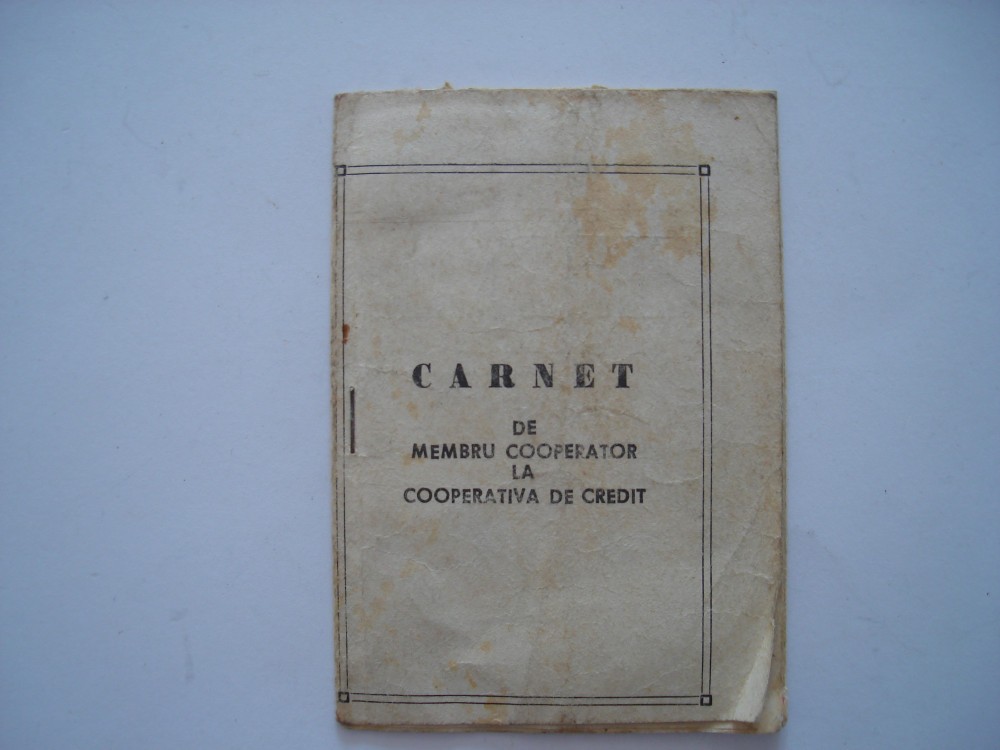 CARNET
DE
MEMBRU COOPERATOR
LA
COOPERATIVA DE CREDIT